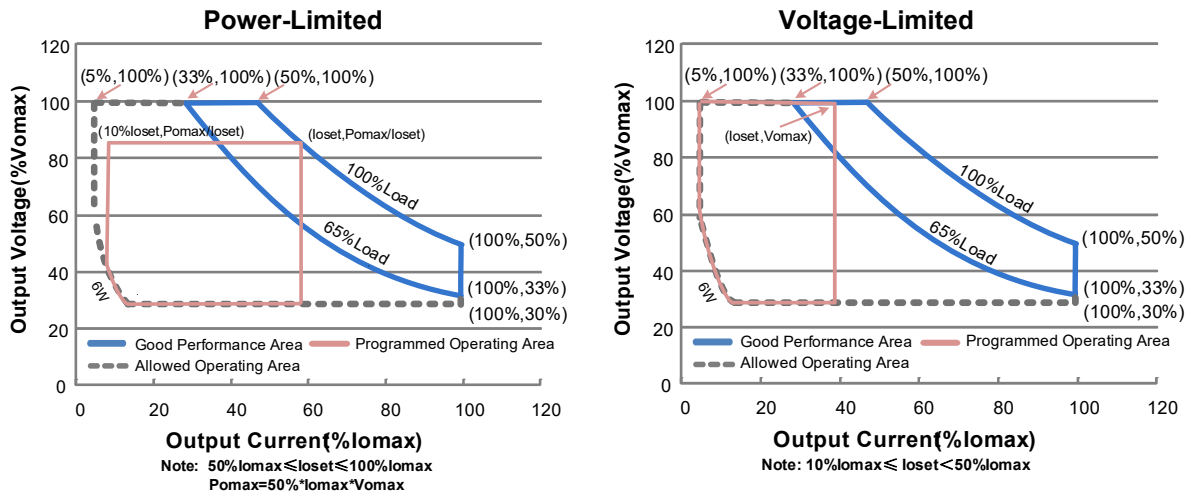 Power-Limited
Output Voltage(%Vomax)
120
100
80
60
40
20
0
(5%,100%) (33%,100%) (50%,100%)
(10%Ioset,Pomax/Ioset)
(Ioset,Pomax/Ioset)
100%Load
65%Load
6W
(100%,50%)
(100%,33%)
(100%,30%)
Good Performance Area
Programmed Operating Area
Allowed Operating Area
0 20 40 60 80 100 120
Output Current(%Iomax)
Note: 50%Iomax≤Ioset≤100%Iomax
Pomax=50%*Iomax*Vomax
Voltage-Limited
Output Voltage(%Vomax)
120
100
80
60
40
20
0
(5%,100%) (33%,100%) (50%,100%)
(Ioset,Vomax)
100%Load
65%Load
6W
(100%,50%)
(100%,33%)
(100%,30%)
Good Performance Area
Programmed Operating Area
Allowed Operating Area
0 20 40 60 80 100 120
Output Current(%Iomax)
Note: 10%Iomax≤ Ioset<50%Iomax